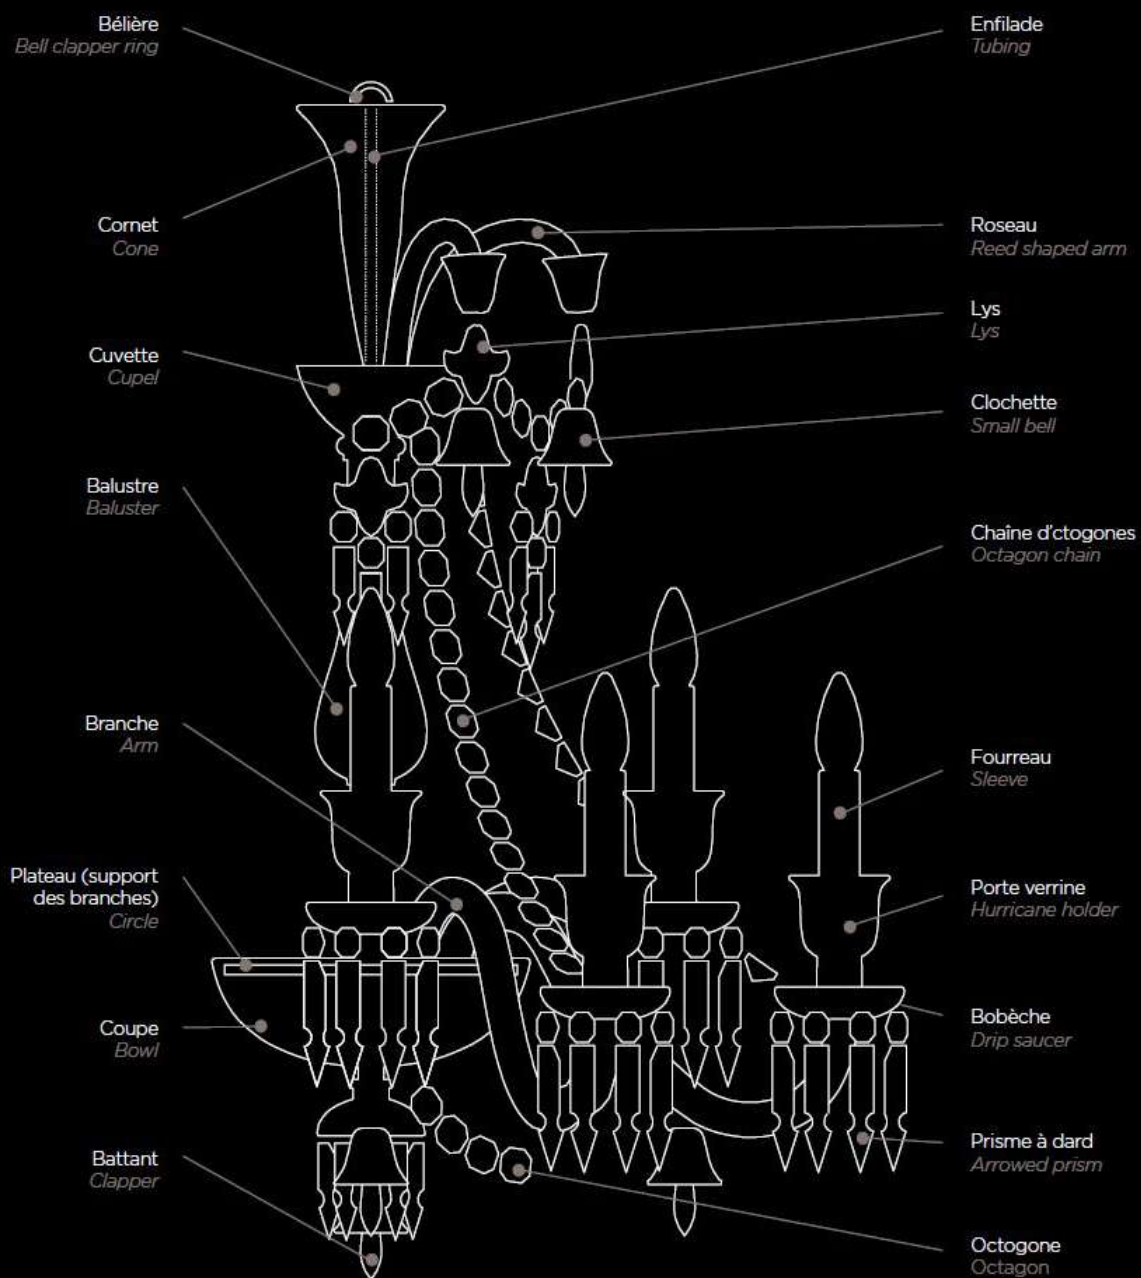 Bélière
Bell clapper ring
Cornet
Cone
Cuvette
Cupel
Balustre
Baluster
Branche
Arm
Plateau (support
des branches)
Circle
Coupe
Bowl
Battant
Clapper
Enfilade
Tubing
Roseau
Reed shaped arm
Lys
Lys
Clochette
Small bell
Chaîne d'ctogones
Octagon chain
Fourreau
Sleeve
Porte verrine
Hurricane holder
Bobèche
Drip saucer
Prisme à dard
Arrowed prism
Octogone
Octagon